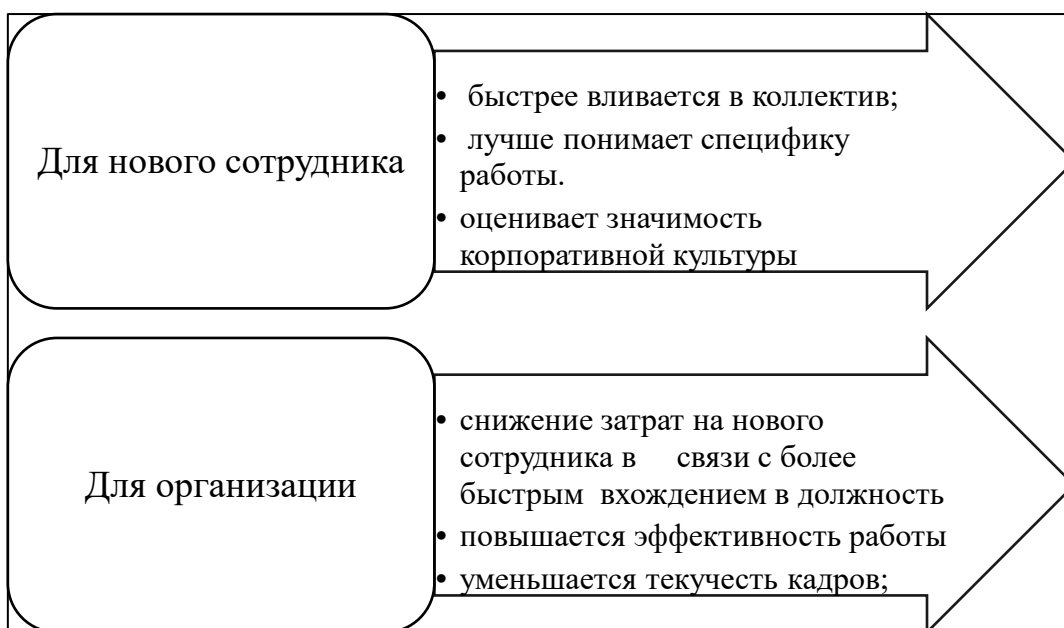 Для нового сотрудника
• быстрее вливается в коллектив;
• лучше понимает специфику
работы.
• оценивает значимость
корпоративной культуры
Для организации
• снижение затрат на нового
сотрудника в связи с более
быстрым вхождением в должность
• повышается эффективность работы
• уменьшается текучесть кадров;